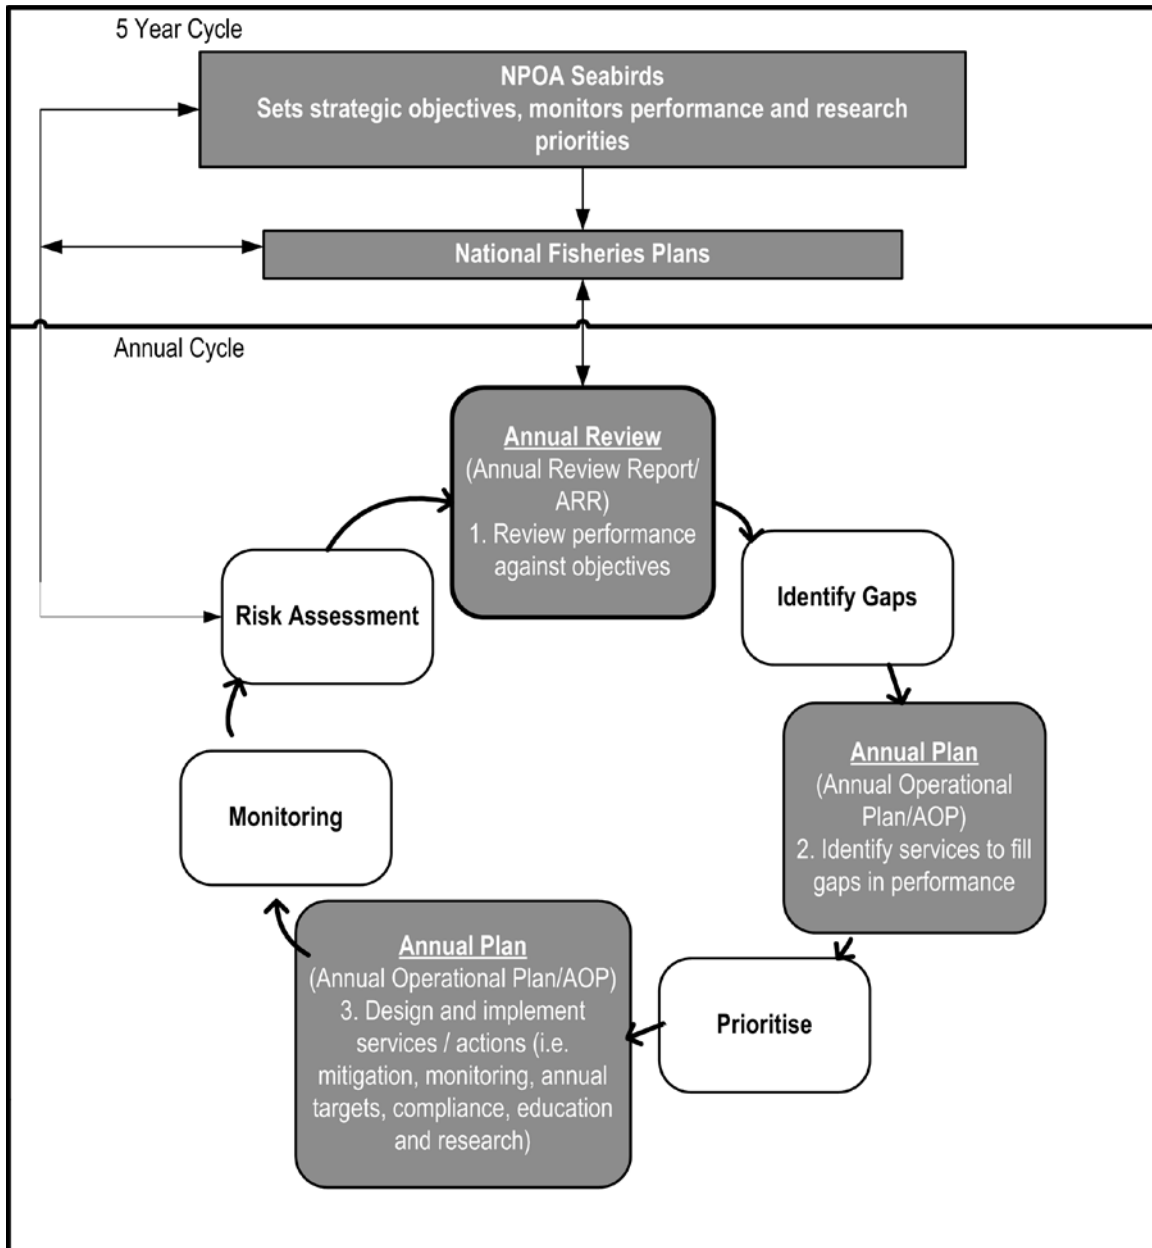 5 Year Cycle
NPOA Seabirds
Sets strategic objectives, monitors performance and research
priorities
National Fisheries Plans
Annual Cycle
Annual Review
(Annual Review Report/
ARR)
1. Review performance
against objectives
Identify Gaps
Annual Plan
(Annual Operational
Plan/AOP)
2. Identify services to fill
gaps in performance
Prioritise
Annual Plan
(Annual Operational Plan/AOP)
3. Design and implement
services / actions (i.e.
mitigation, monitoring, annual
targets, compliance, education
and research)
Monitoring
Risk Assessment